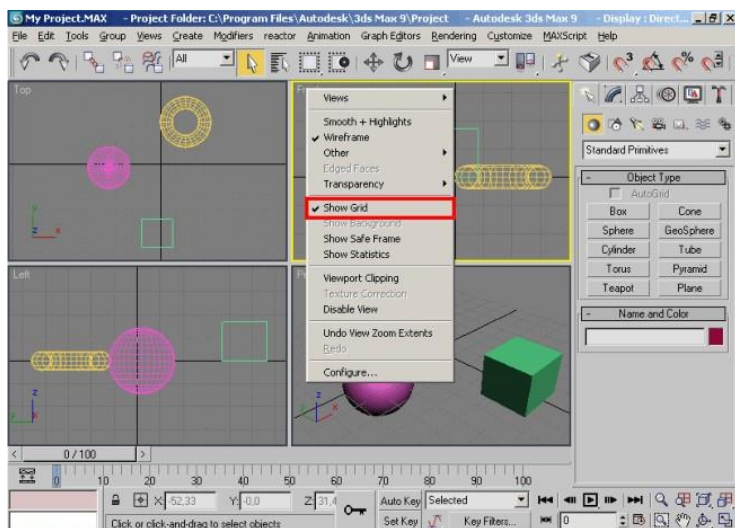 My Project.MAX - Project Folder: C:\Program Files\Autodesk\3ds Max 9\Project - Autodesk 3ds Max 9 - Display : Direct...
File Edit Tools Group Views Create Modifiers reactor Animation Graph Editors Rendering Customize MAXScript Help
All
View
Top
Views
Smooth + Highlights
Wireframe
Other
Edged Faces
Transparency
Show Grid
Show Background
Show Safe Frame
Show Statistics
Viewport Clipping
Texture Correction
Disable View
Undo View Zoom Extents
Redo
Configure...
Standard Primitives
- Object Type
AutoGrid
Box Cone
Sphere GeoSphere
Cylinder Tube
Torus Pyramid
Teapot Plane
- Name and Color
Left
y
z x
z
y x
z
x
< 0 / 100 >
0 10 20 30 40 50 60 70 80 90 100
X: -52,33 Y: -0,0 Z: 31,4
Auto Key Selected
Click or click-and-drag to select objects
Set Key Key Filters... 0